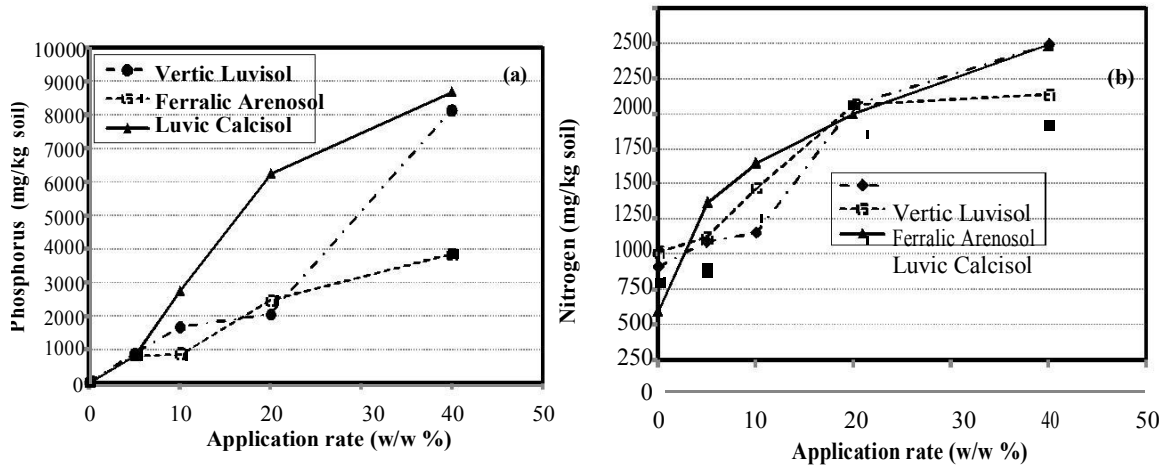 10000
9000
8000
7000
6000
5000
4000
3000
2000
1000
0
Phosphorus (mg/kg soil)
Vertic Luvisol
Ferralic Arenosol
Luvic Calcisol
(a)
0 10 20 30 40 50
Application rate (w/w %)
2500
2250
2000
1750
1500
1250
1000
750
500
250
0
Nitrogen (mg/kg soil)
(b)
Vertic Luvisol
Ferralic Arenosol
Luvic Calcisol
0 10 20 30 40 50
Application rate (w/w %)